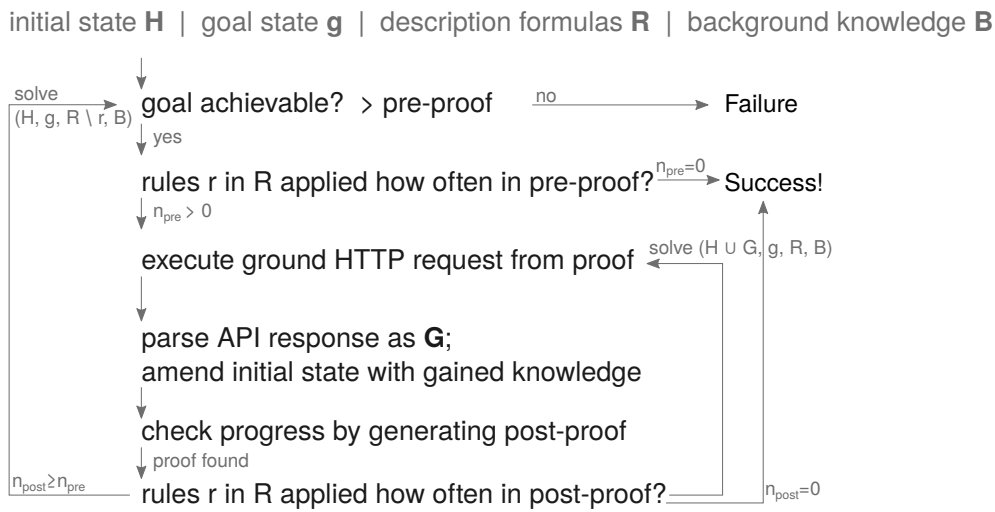 initial state H | goal state g | description formulas R | background knowledge B
solve
(H, g, R \ r, B)
goal achievable? > pre-proof
no
Failure
yes
rules r in R applied how often in pre-proof?
npre=0
Success!
npre > 0
execute ground HTTP request from proof
solve (H ∪ G, g, R, B)
parse API response as G;
amend initial state with gained knowledge
check progress by generating post-proof
proof found
npost≥npre
rules r in R applied how often in post-proof?
npost=0